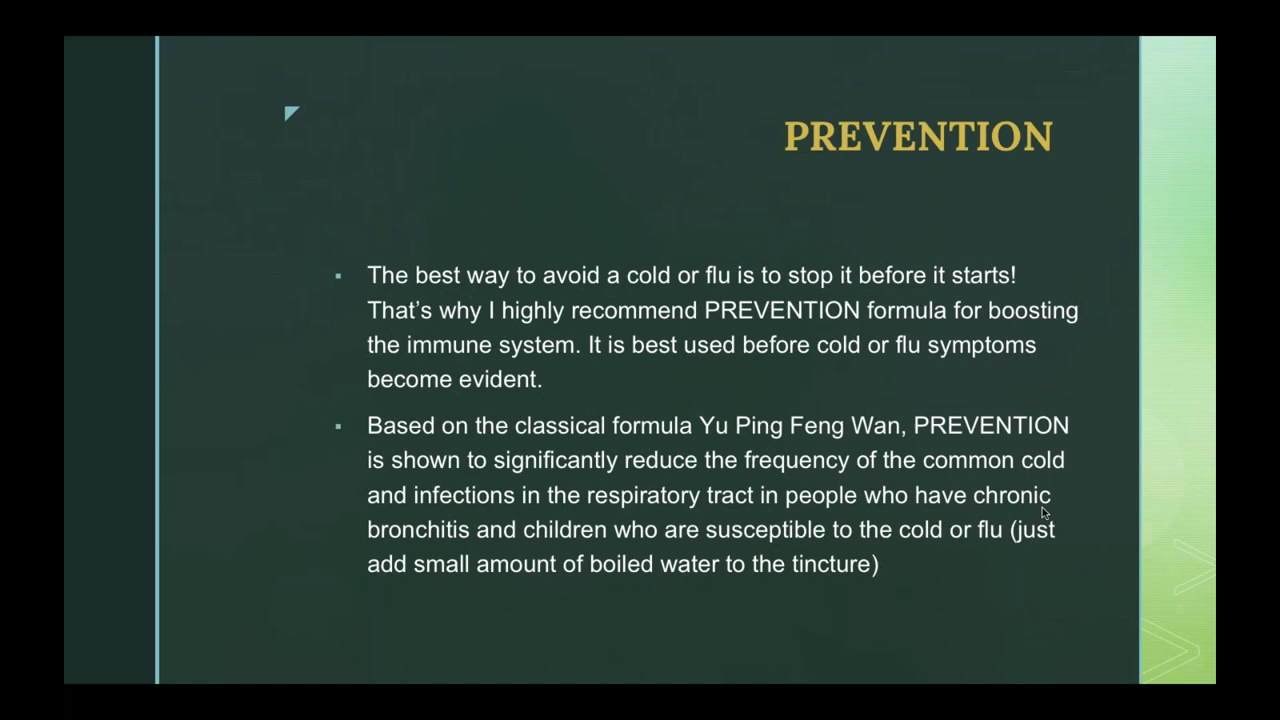 PREVENTION
▪ The best way to avoid a cold or flu is to stop it before it starts!
That’s why I highly recommend PREVENTION formula for boosting
the immune system. It is best used before cold or flu symptoms
become evident.
▪ Based on the classical formula Yu Ping Feng Wan, PREVENTION
is shown to significantly reduce the frequency of the common cold
and infections in the respiratory tract in people who have chronic
bronchitis and children who are susceptible to the cold or flu (just
add small amount of boiled water to the tincture)